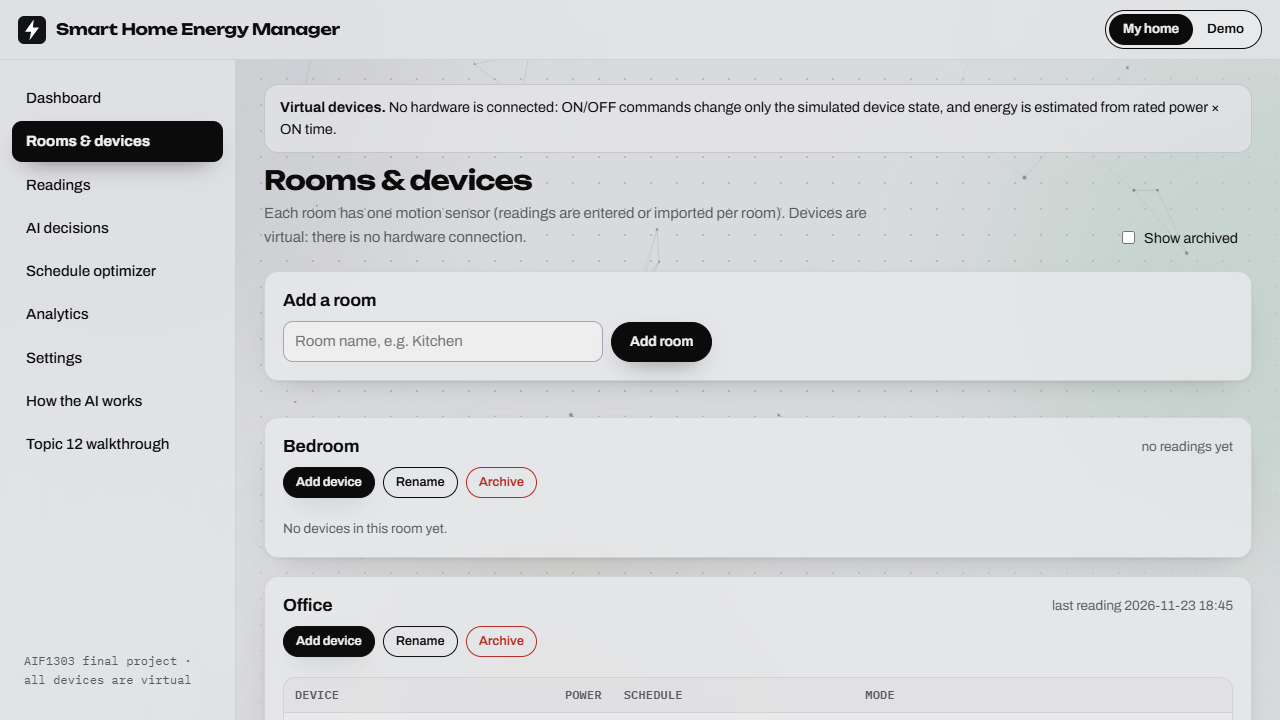 Smart Home Energy Manager
My home
Demo
Dashboard
Rooms & devices
Readings
AI decisions
Schedule optimizer
Analytics
Settings
How the AI works
Topic 12 walkthrough
AIF1303 final project ·
all devices are virtual
Virtual devices. No hardware is connected: ON/OFF commands change only the simulated device state, and energy is estimated from rated power ×
ON time.
Rooms & devices
Each room has one motion sensor (readings are entered or imported per room). Devices are
virtual: there is no hardware connection.
Show archived
Add a room
Room name, e.g. Kitchen
Add room
Bedroom
no readings yet
Add device
Rename
Archive
No devices in this room yet.
Office
last reading 2026-11-23 18:45
Add device
Rename
Archive
DEVICE
POWER
SCHEDULE
MODE